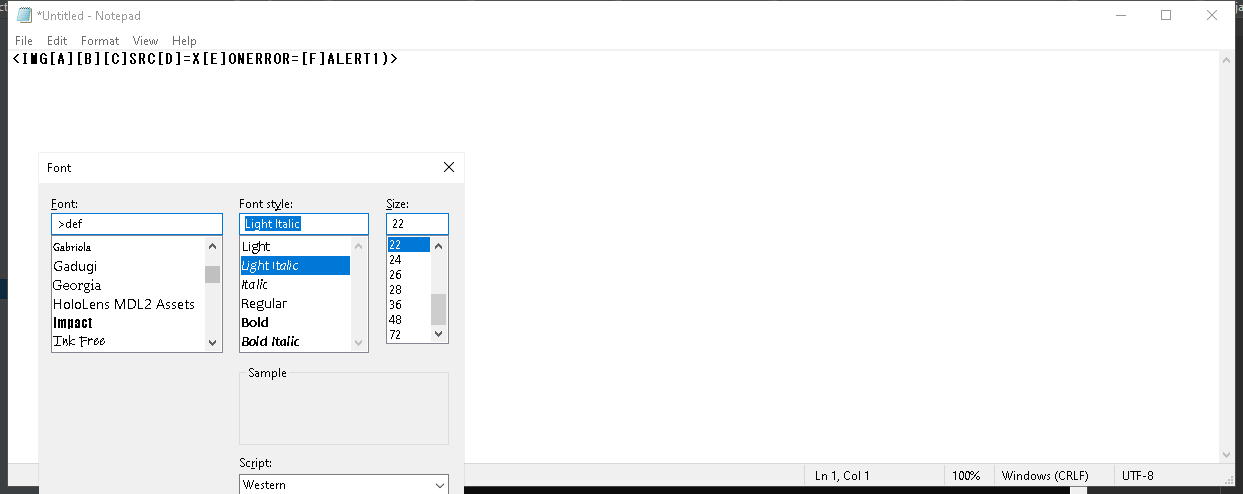 *Untitled - Notepad
File Edit Format View Help
<IMG[A][B][C]SRC[D]=X[E]ONERROR=[F]ALERT1)>
Font
Font: Font style: Size:
>def Light Italic 22
Gabriola Light 22
Gadugi Light Italic 24
Georgia Italic 26
HoloLens MDL2 Assets Regular 28
Impact Bold 36
Ink Free Bold Italic 48
72
Sample
Script:
Western
Ln 1, Col 1 100% Windows (CRLF) UTF-8